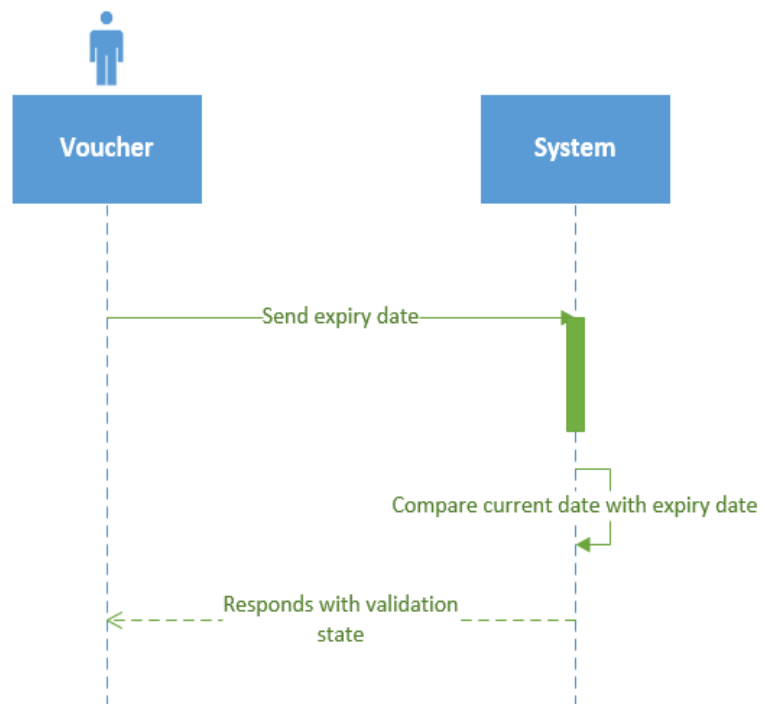 Voucher
System
Send expiry date
Compare current date with expiry date
Responds with validation
state